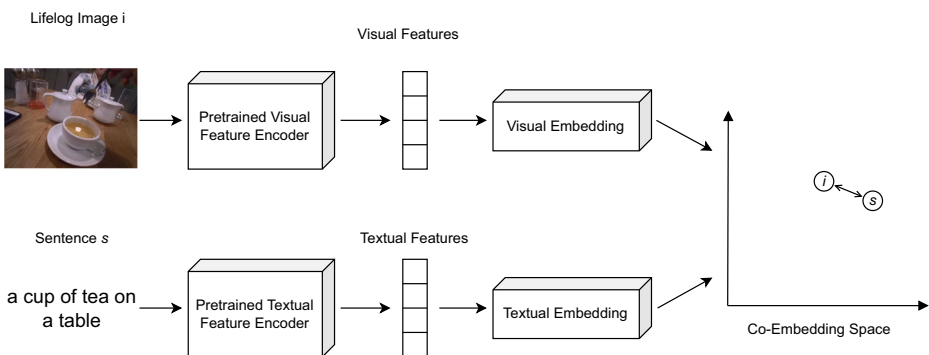 Lifelog Image i
Visual Features
Pretrained Visual
Feature Encoder
Visual Embedding
i
s
Sentence s
Textual Features
a cup of tea on
a table
Pretrained Textual
Feature Encoder
Textual Embedding
Co-Embedding Space